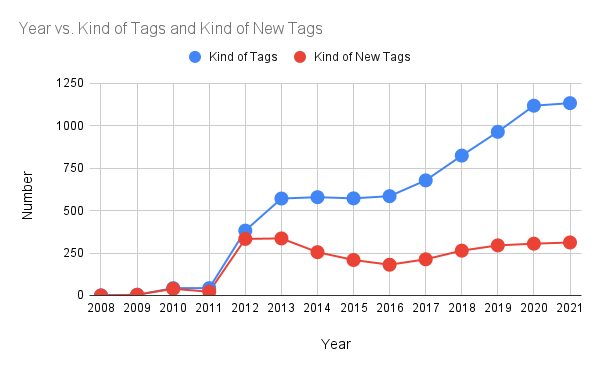 Year vs. Kind of Tags and Kind of New Tags
Kind of Tags Kind of New Tags
1250
1000
750
500
250
0
Number
2008 2009 2010 2011 2012 2013 2014 2015 2016 2017 2018 2019 2020 2021
Year